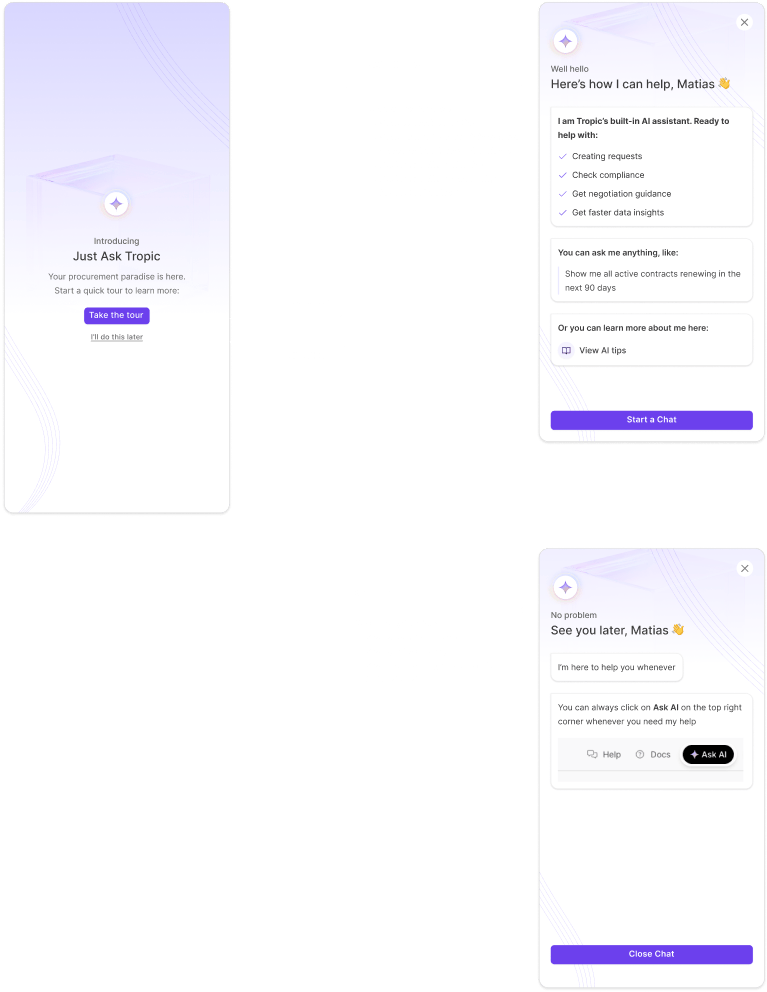 Introducing
Just Ask Tropic
Your procurement paradise is here.
Start a quick tour to learn more:
Take the tour
I'll do this later
Well hello
Here's how I can help, Matias 👋
I am Tropic's built-in AI assistant. Ready to
help with:
Creating requests
Check compliance
Get negotiation guidance
Get faster data insights
You can ask me anything, like:
Show me all active contracts renewing in the
next 90 days
Or you can learn more about me here:
View AI tips
Start a Chat
No problem
See you later, Matias 👋
I'm here to help you whenever
You can always click on Ask AI on the top right
corner whenever you need my help
Help Docs Ask AI
Close Chat